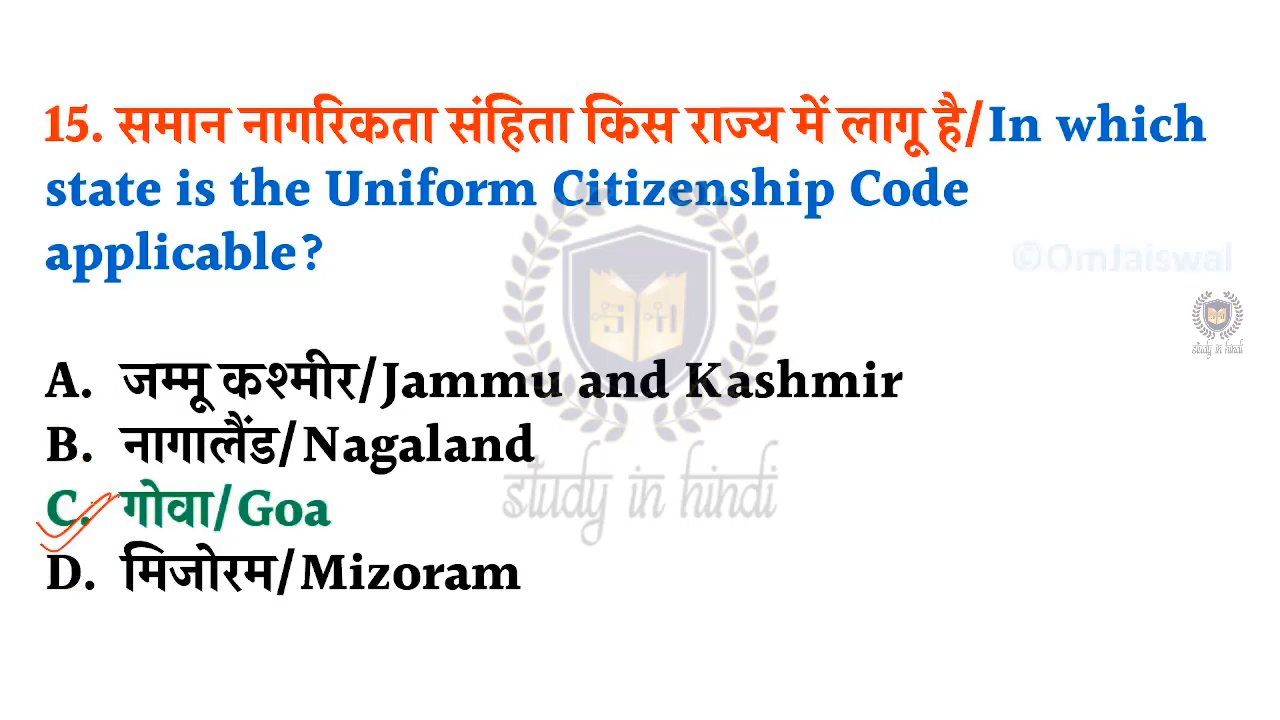 15. समान नागरिकता संहिता किस राज्य में लागू है/In which
state is the Uniform Citizenship Code
applicable?
©OmJaiswal
study in hindi
A. जम्मू कश्मीर/Jammu and Kashmir
B. नागालैंड/Nagaland
study in hindi
C. गोवा/Goa
D. मिजोरम/Mizoram